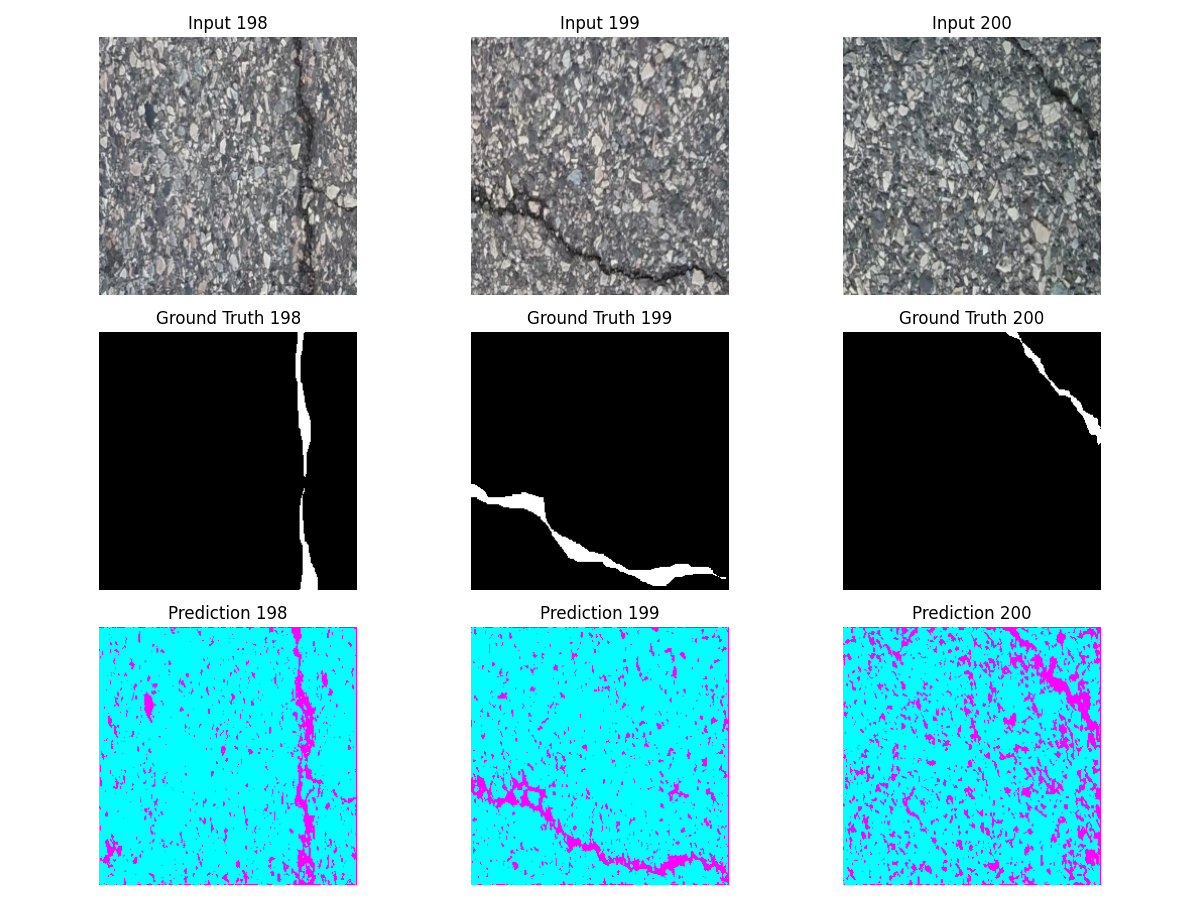 Input 198
Input 199
Input 200
Ground Truth 198
Ground Truth 199
Ground Truth 200
Prediction 198
Prediction 199
Prediction 200